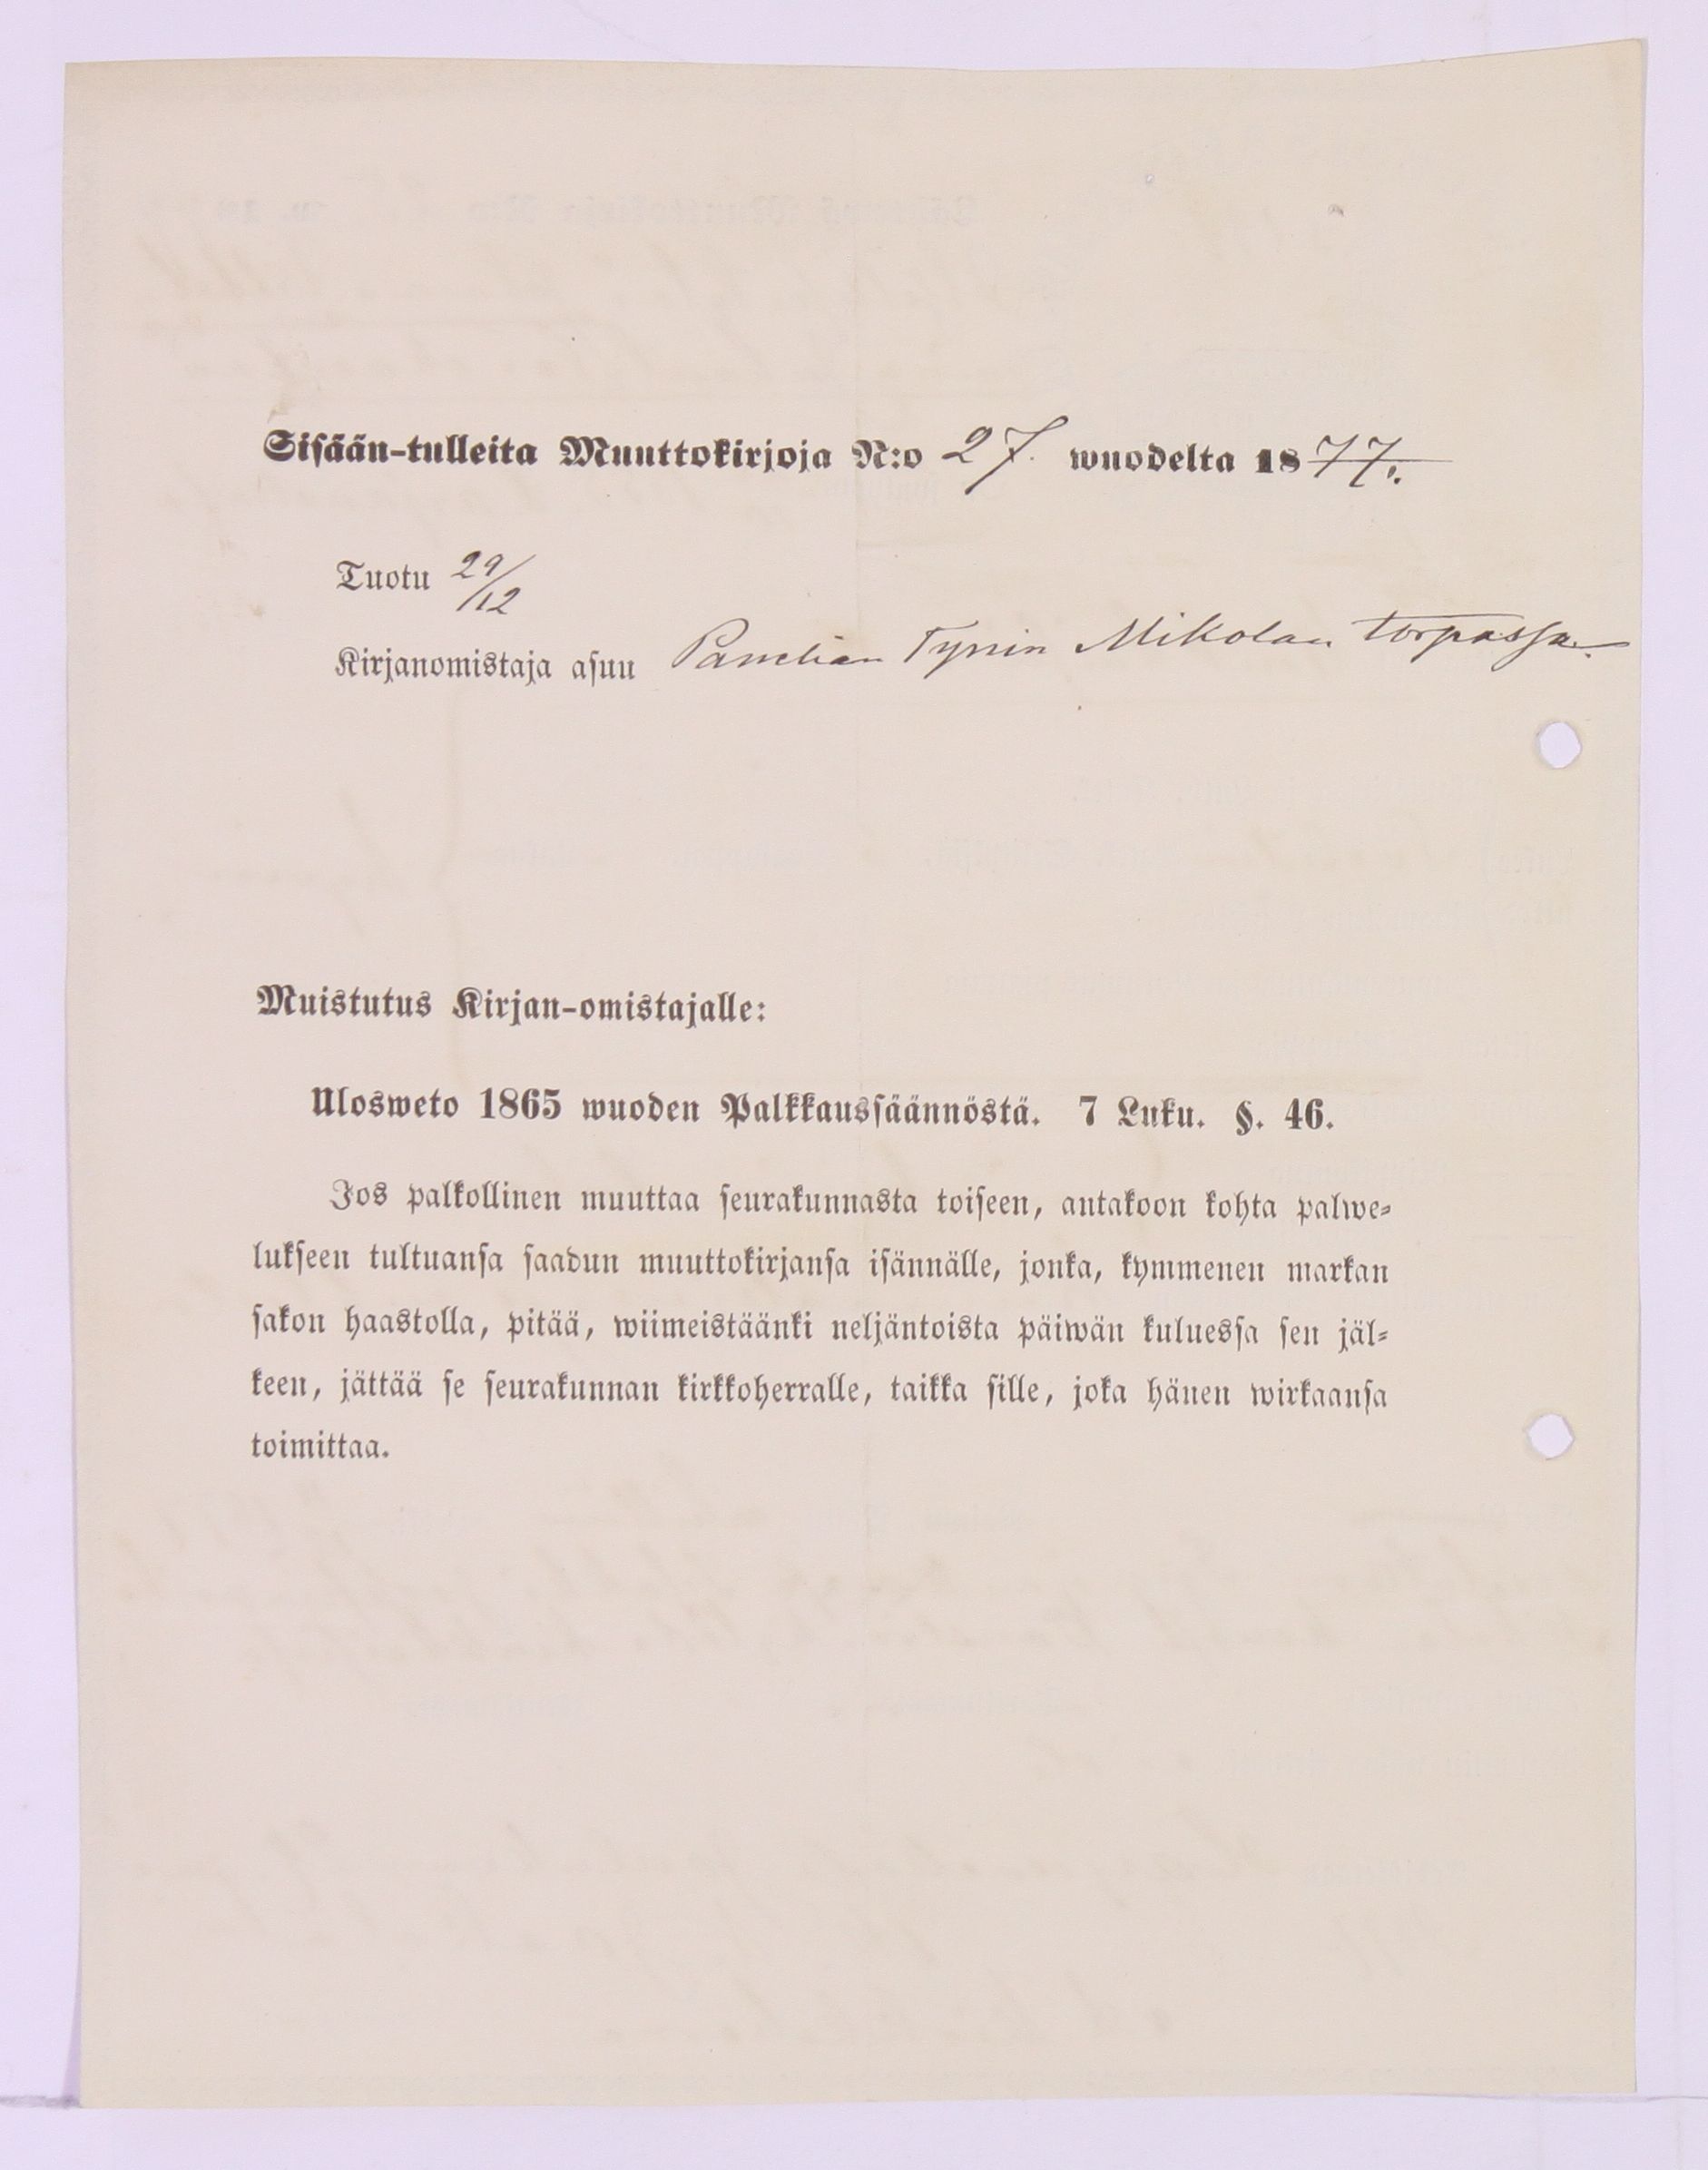 Sisään-tulleita Muuttokirjoja N:o 27. wuodelta 1877.
Tuotu 29/12
Kirjanomistaja asuu Panelian Tynin Mikolan torpassa.
Muistutus Kirjan-omistajalle:
Ulosweto 1865 wuoden Palkkaussäännöstä. 7 Luku. §. 46.
Jos palkollinen muuttaa seurakunnasta toiseen, antakoon kohta palwe-
lukseen tultuansa saadun muuttokirjansa isännälle, jonka, kymmenen markan
sakon haastolla, pitää, wiimeistäänki neljäntoista päiwän kuluessa sen jäl-
keen, jättää se seurakunnan kirkkoherralle, taikka sille, joka hänen wirkaansa
toimittaa.